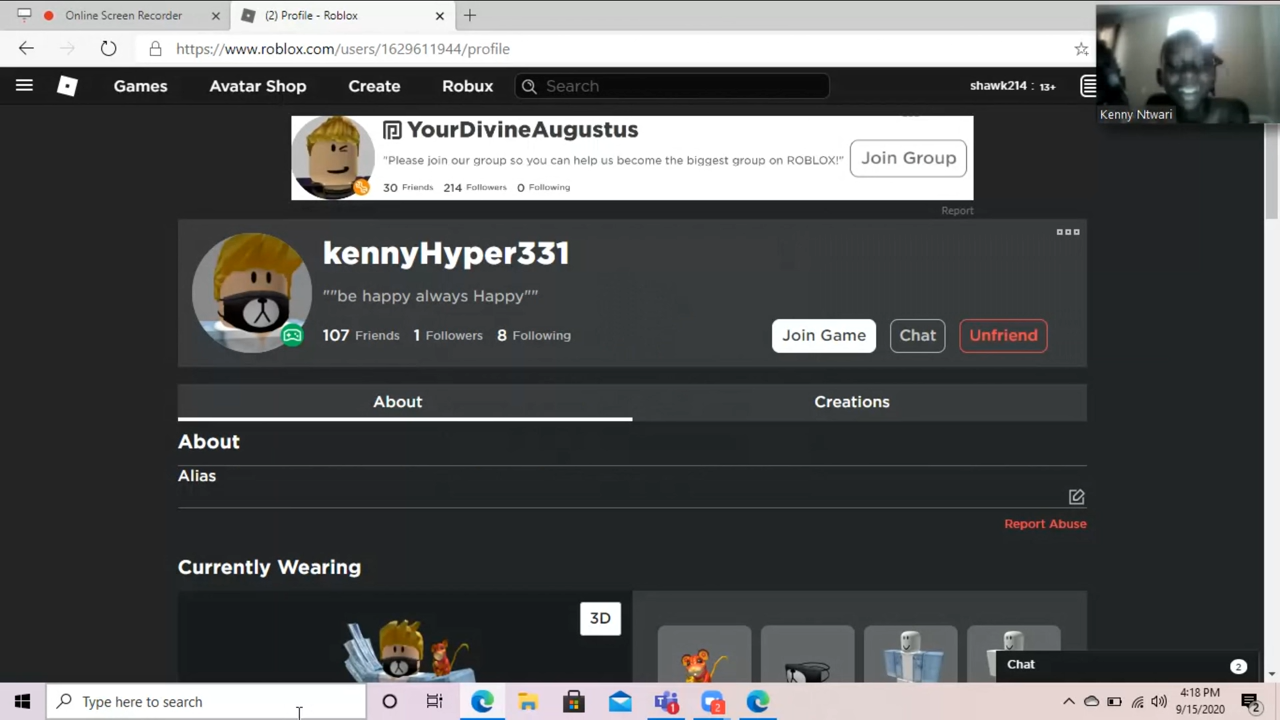 Online Screen Recorder
(2) Profile - Roblox
https://www.roblox.com/users/1629611944/profile
Games
Avatar Shop
Create
Robux
Search
shawk214 : 13+
Kenny Ntwari
YourDivineAugustus
"Please join our group so you can help us become the biggest group on ROBLOX!"
Join Group
30 Friends 214 Followers 0 Following
Report
kennyHyper331
""be happy always Happy""
107 Friends 1 Followers 8 Following
Join Game
Chat
Unfriend
About
Creations
About
Alias
Report Abuse
Currently Wearing
3D
Chat
2
Type here to search
1
2
4:18 PM
9/15/2020
2